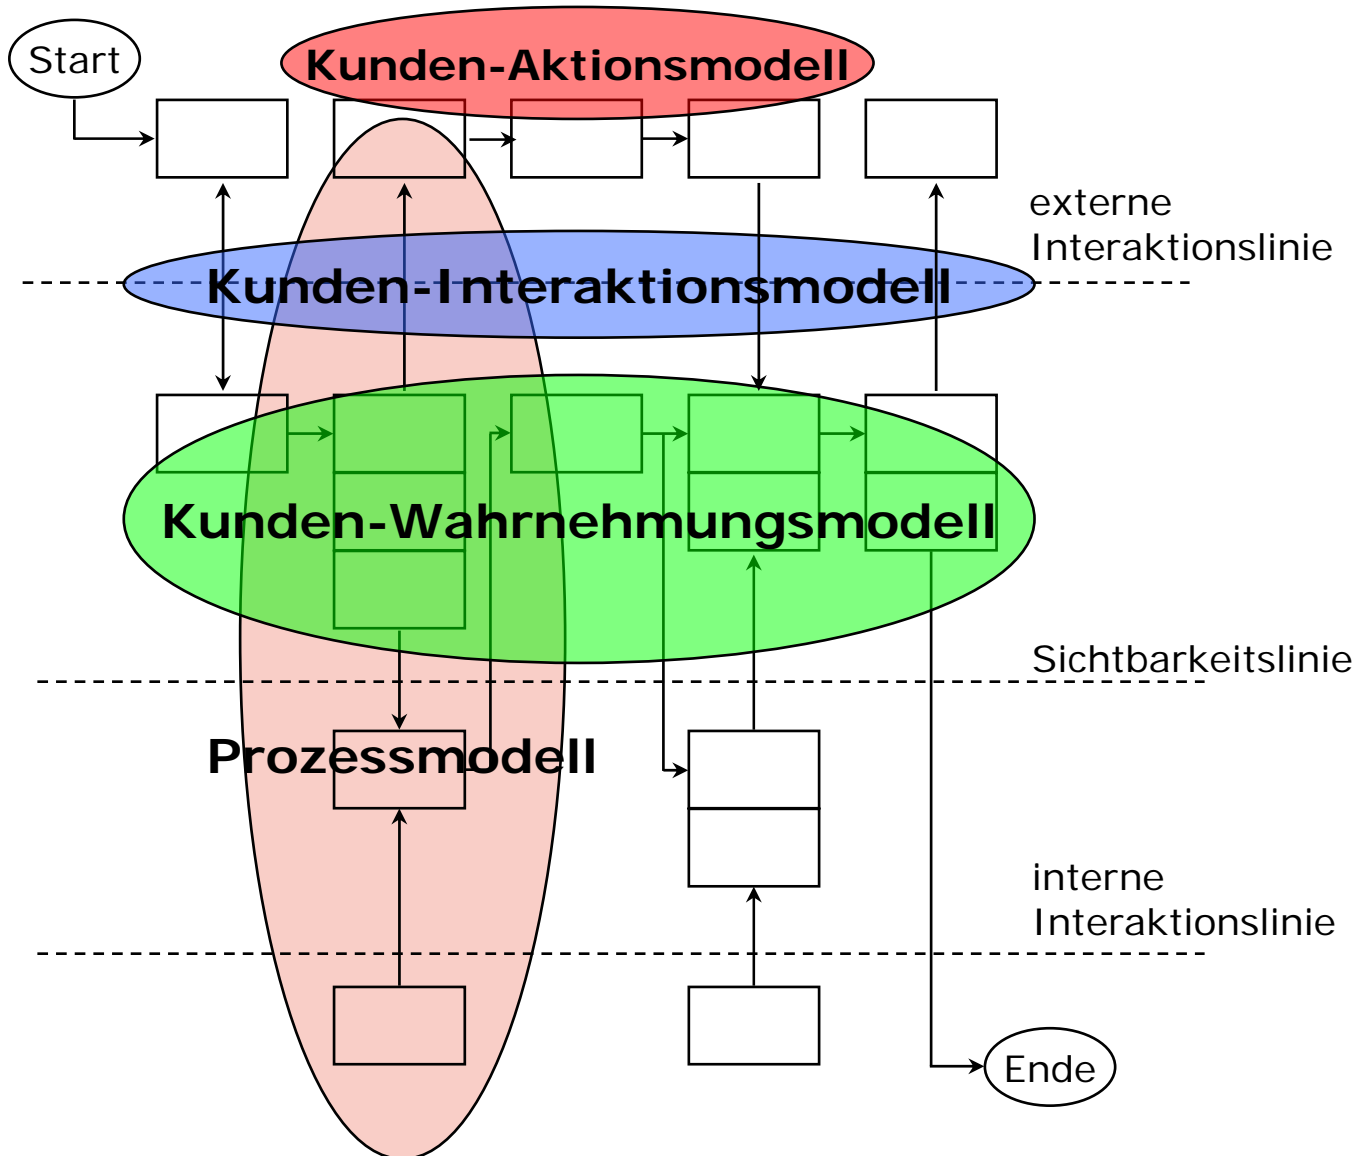 Start
Kunden-Aktionsmodell
externe
Interaktionslinie
Kunden-Interaktionsmodell
Kunden-Wahrnehmungsmodell
Sichtbarkeitslinie
Prozessmodell
interne
Interaktionslinie
Ende